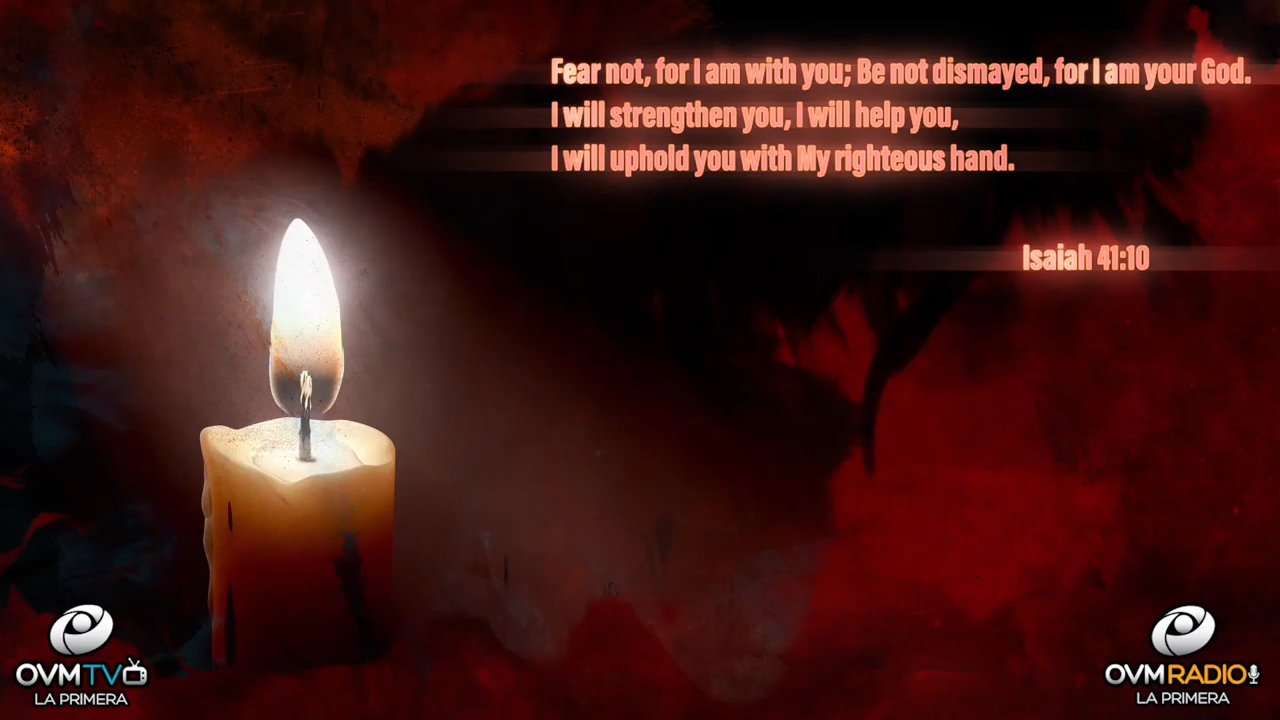 Fear not, for I am with you; Be not dismayed, for I am your God.
I will strengthen you, I will help you,
I will uphold you with My righteous hand.
Isaiah 41:10
OVMTV
LA PRIMERA
OVMRADIO
LA PRIMERA